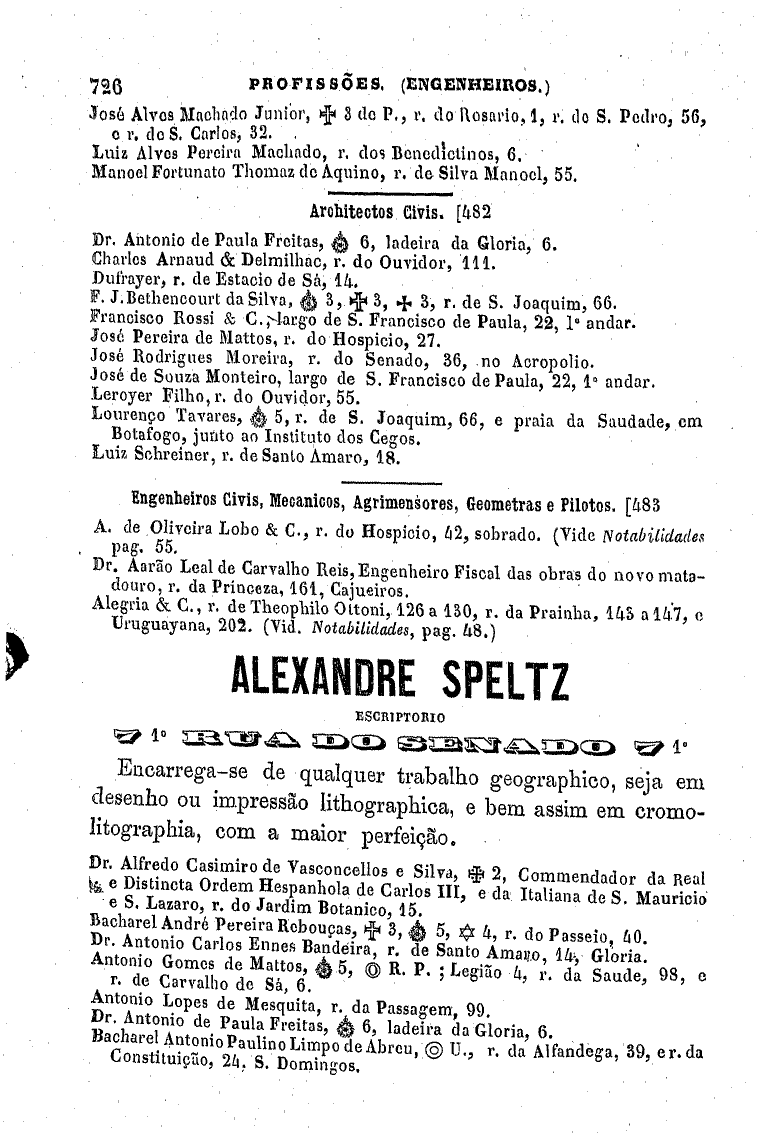 726 PROFISSÕES. (ENGENHEIROS.)
José Alves Machado Junior, ✠ 3 de P., r. do Rosario, 1, r. de S. Pedro, 56,
e r. de S. Carlos, 32.
Luiz Alves Pereira Machado, r. dos Benedictinos, 6.
Manoel Fortunato Thomaz de Aquino, r. de Silva Manoel, 55.
Architectos Civis. [482
Dr. Antonio de Paula Freitas, 6, ladeira da Gloria, 6.
Charles Arnaud & Delmilhac, r. do Ouvidor, 111.
Dufrayer, r. de Estacio de Sá, 14.
F. J. Bethencourt da Silva, 3, ✠ 3, ✚ 3, r. de S. Joaquim, 66.
Francisco Rossi & C., largo de S. Francisco de Paula, 22, 1º andar.
José Pereira de Mattos, r. do Hospicio, 27.
José Rodrigues Moreira, r. do Senado, 36, no Acropolio.
José de Souza Monteiro, largo de S. Francisco de Paula, 22, 1º andar.
Leroyer Filho, r. do Ouvidor, 55.
Lourenço Tavares, 5, r. de S. Joaquim, 66, e praia da Saudade, em
Botafogo, junto ao Instituto dos Cegos.
Luiz Schreiner, r. de Santo Amaro, 18.
Engenheiros Civis, Mecanicos, Agrimensores, Geometras e Pilotos. [483
A. de Oliveira Lobo & C., r. do Hospicio, 42, sobrado. (Vide Notabilidades
pag. 55.
Dr. Aarão Leal de Carvalho Reis, Engenheiro Fiscal das obras do novo mata-
douro, r. da Princeza, 161, Cajueiros.
Alegria & C., r. de Theophilo Ottoni, 126 a 130, r. da Prainha, 143 a 147, e
Uruguayana, 202. (Vid. Notabilidades, pag. 48.)
ALEXANDRE SPELTZ
ESCRIPTORIO
7 1º RUA DO SENADO 7 1º
Encarrega-se de qualquer trabalho geographico, seja em
desenho ou impressão lithographica, e bem assim em cromo-
litographia, com a maior perfeição.
Dr. Alfredo Casimiro de Vasconcellos e Silva, ✠ 2, Commendador da Real
e Distincta Ordem Hespanhola de Carlos III, e da Italiana de S. Mauricio
e S. Lazaro, r. do Jardim Botanico, 15.
Bacharel André Pereira Rebouças, ✠ 3, 5, ✡ 4, r. do Passeio, 40.
Dr. Antonio Carlos Ennes Bandeira, r. de Santo Amaro, 14, Gloria.
Antonio Gomes de Mattos, 5, ◎ R. P. ; Legião 4, r. da Saude, 98, e
r. de Carvalho de Sá, 6.
Antonio Lopes de Mesquita, r. da Passagem, 99.
Dr. Antonio de Paula Freitas, 6, ladeira da Gloria, 6.
Bacharel Antonio Paulino Limpo de Abreu, ◎ U., r. da Alfandega, 39, e r. da
Constituição, 24, S. Domingos.